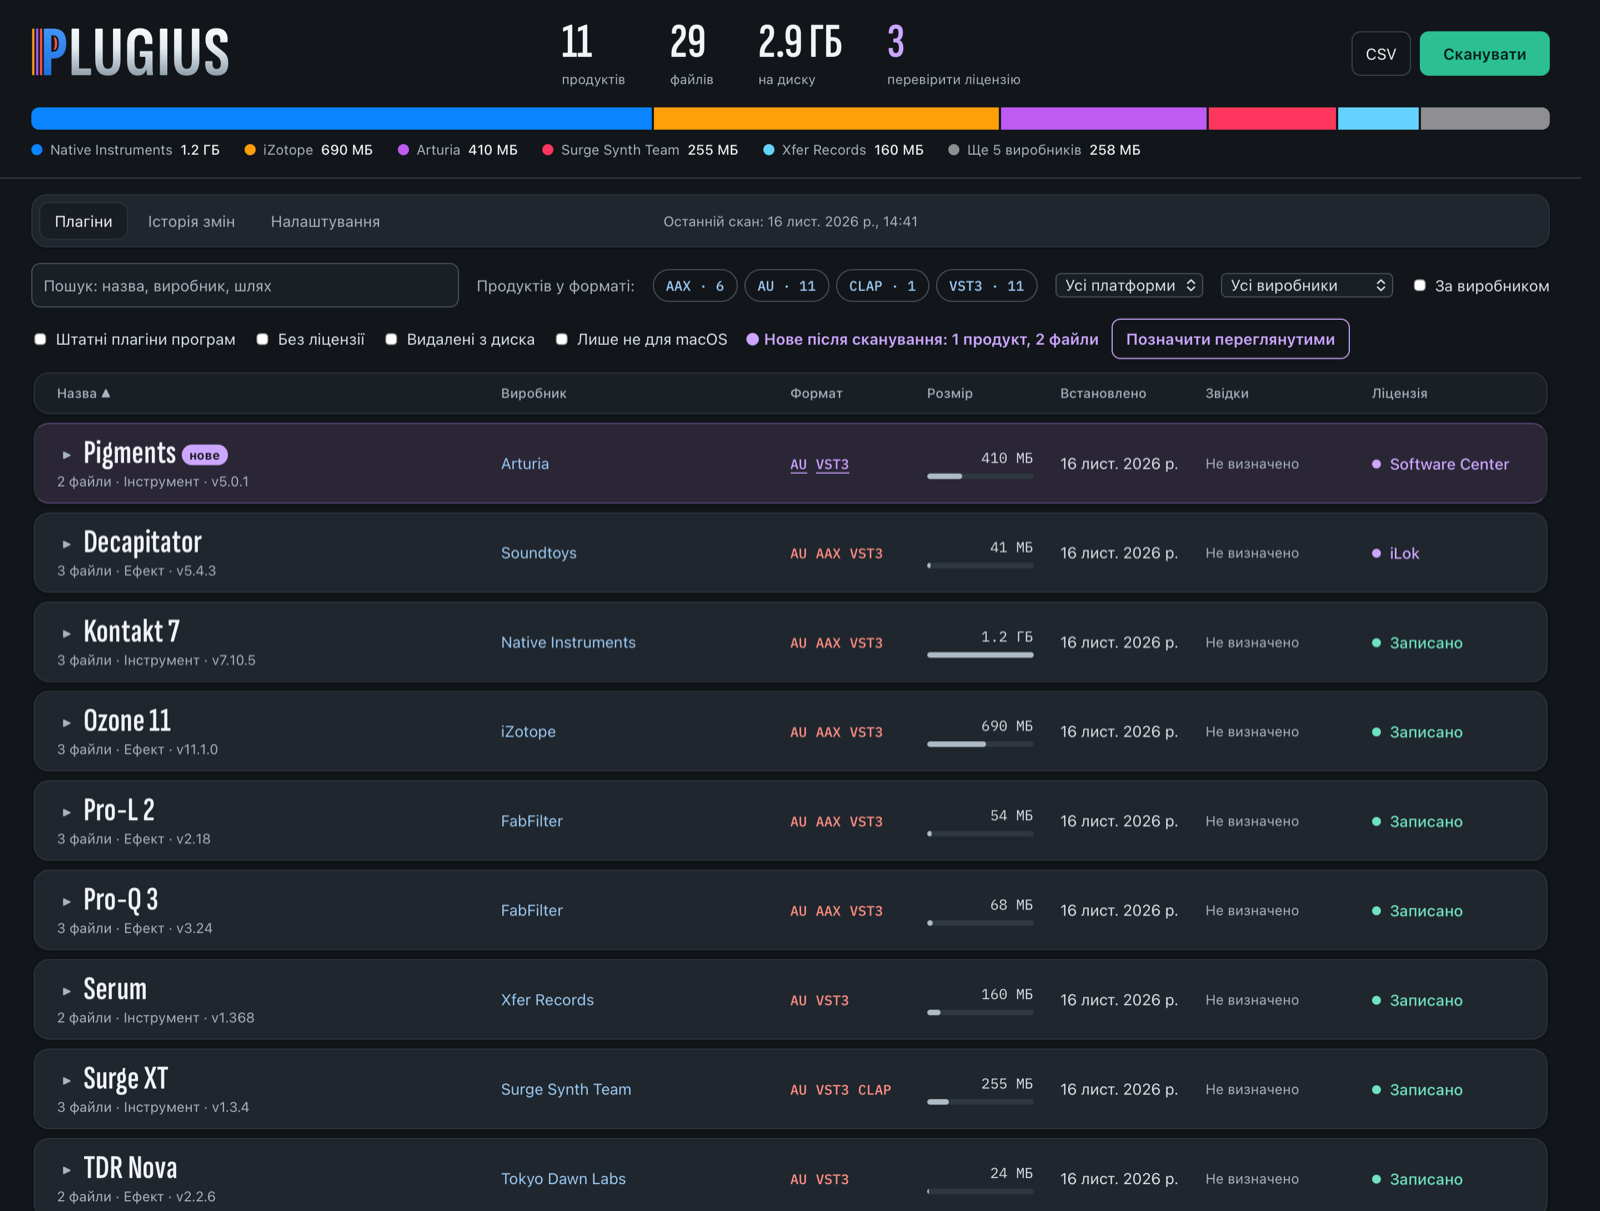 PLUGIUS
11 29 2.9 ГБ 3
продуктів файлів на диску перевірити ліцензію
CSV Сканувати
Native Instruments 1.2 ГБ iZotope 690 МБ Arturia 410 МБ Surge Synth Team 255 МБ Xfer Records 160 МБ Ще 5 виробників 258 МБ
Плагіни Історія змін Налаштування Останній скан: 16 лист. 2026 р., 14:41
Пошук: назва, виробник, шлях Продуктів у форматі: AAX · 6 AU · 11 CLAP · 1 VST3 · 11 Усі платформи Усі виробники За виробником
Штатні плагіни програм Без ліцензії Видалені з диска Лише не для macOS Нове після сканування: 1 продукт, 2 файли Позначити переглянутими
Назва ▲ Виробник Формат Розмір Встановлено Звідки Ліцензія
Pigments нове
2 файли · Інструмент · v5.0.1
Arturia AU VST3 410 МБ 16 лист. 2026 р. Не визначено Software Center
Decapitator
3 файли · Ефект · v5.4.3
Soundtoys AU AAX VST3 41 МБ 16 лист. 2026 р. Не визначено iLok
Kontakt 7
3 файли · Інструмент · v7.10.5
Native Instruments AU AAX VST3 1.2 ГБ 16 лист. 2026 р. Не визначено Записано
Ozone 11
3 файли · Ефект · v11.1.0
iZotope AU AAX VST3 690 МБ 16 лист. 2026 р. Не визначено Записано
Pro-L 2
3 файли · Ефект · v2.18
FabFilter AU AAX VST3 54 МБ 16 лист. 2026 р. Не визначено Записано
Pro-Q 3
3 файли · Ефект · v3.24
FabFilter AU AAX VST3 68 МБ 16 лист. 2026 р. Не визначено Записано
Serum
2 файли · Інструмент · v1.368
Xfer Records AU VST3 160 МБ 16 лист. 2026 р. Не визначено Записано
Surge XT
3 файли · Інструмент · v1.3.4
Surge Synth Team AU VST3 CLAP 255 МБ 16 лист. 2026 р. Не визначено Записано
TDR Nova
2 файли · Ефект · v2.2.6
Tokyo Dawn Labs AU VST3 24 МБ 16 лист. 2026 р. Не визначено Записано